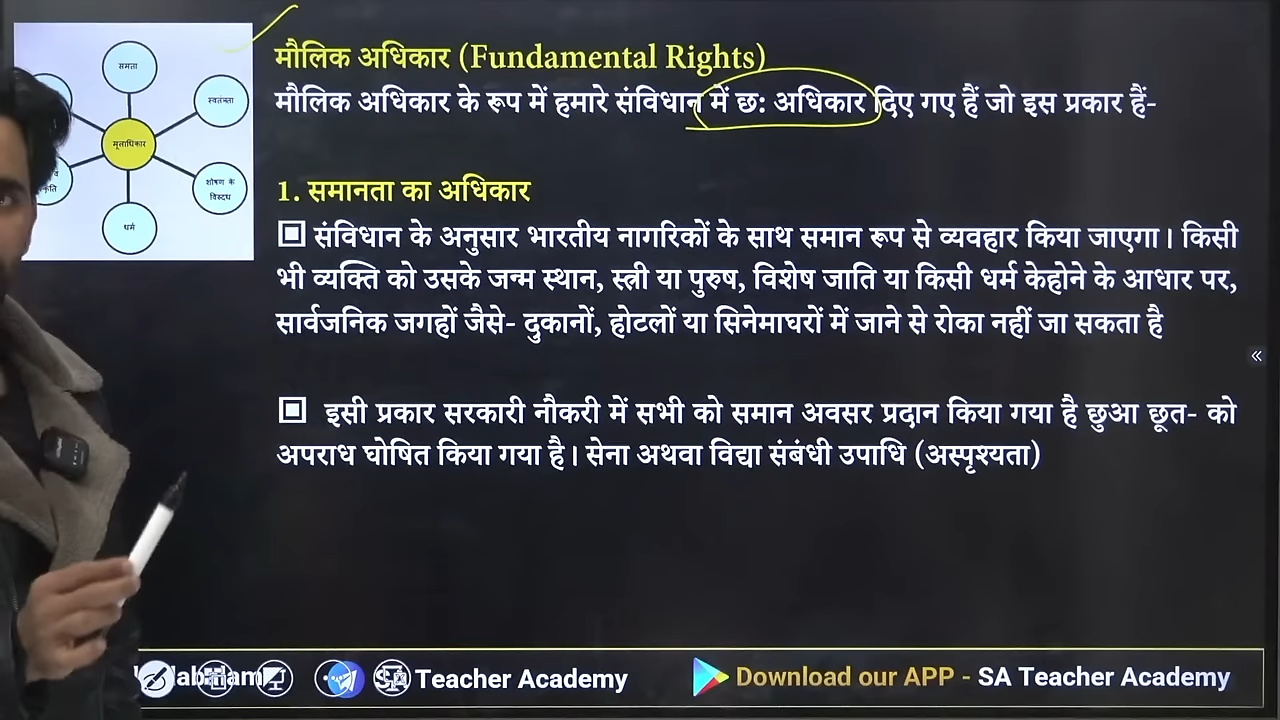 समता
स्वतंत्रता
मूलाधिकार
शोषण के
विरुद्ध
धर्म
मौलिक अधिकार (Fundamental Rights)
मौलिक अधिकार के रूप में हमारे संविधान में छः अधिकार दिए गए हैं जो इस प्रकार हैं-
1. समानता का अधिकार
संविधान के अनुसार भारतीय नागरिकों के साथ समान रूप से व्यवहार किया जाएगा। किसी
भी व्यक्ति को उसके जन्म स्थान, स्त्री या पुरुष, विशेष जाति या किसी धर्म केहोने के आधार पर,
सार्वजनिक जगहों जैसे- दुकानों, होटलों या सिनेमाघरों में जाने से रोका नहीं जा सकता है
इसी प्रकार सरकारी नौकरी में सभी को समान अवसर प्रदान किया गया है छुआ छूत- को
अपराध घोषित किया गया है। सेना अथवा विद्या संबंधी उपाधि (अस्पृश्यता)
Teacher Academy
Download our APP - SA Teacher Academy